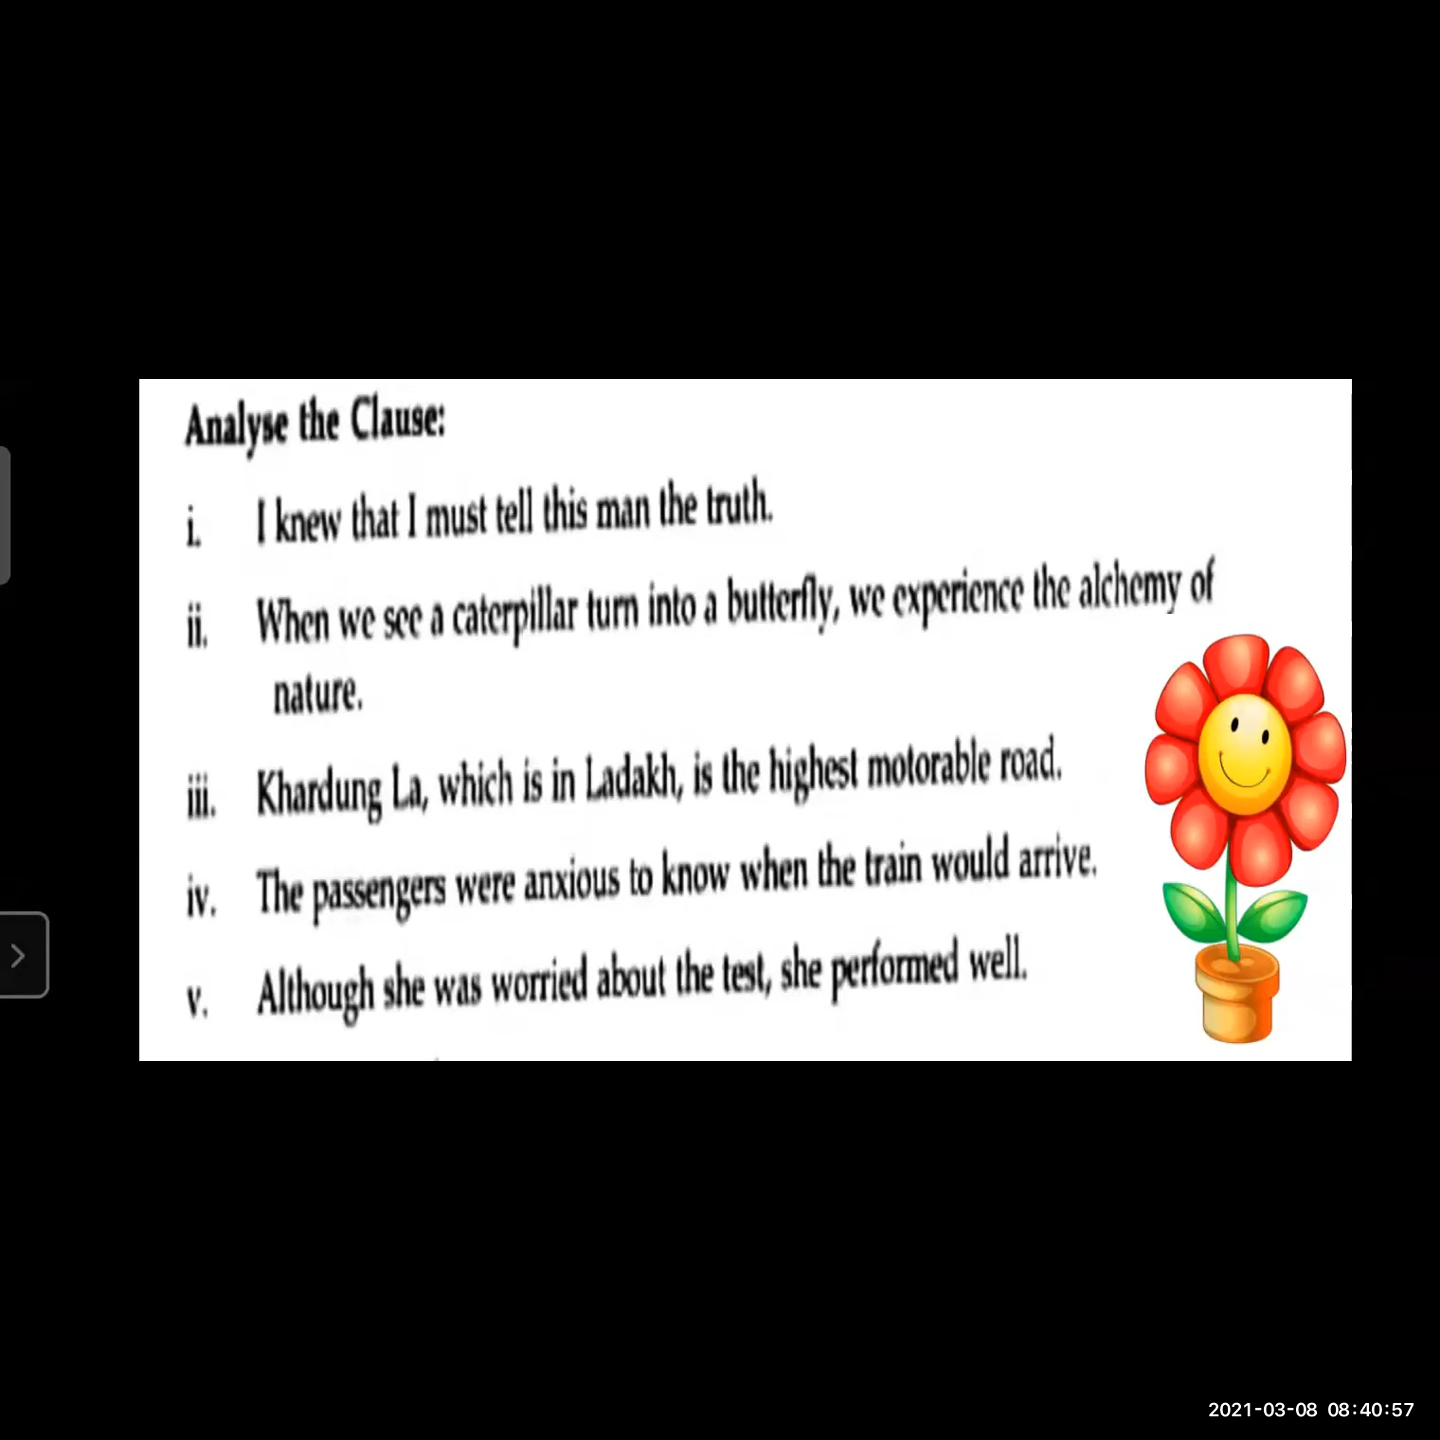 Analyse the Clause:
i. I knew that I must tell this man the truth.
ii. When we see a caterpillar turn into a butterfly, we experience the alchemy of
nature.
iii. Khardung La, which is in Ladakh, is the highest motorable road.
iv. The passengers were anxious to know when the train would arrive.
v. Although she was worried about the test, she performed well.
2021-03-08 08:40:57